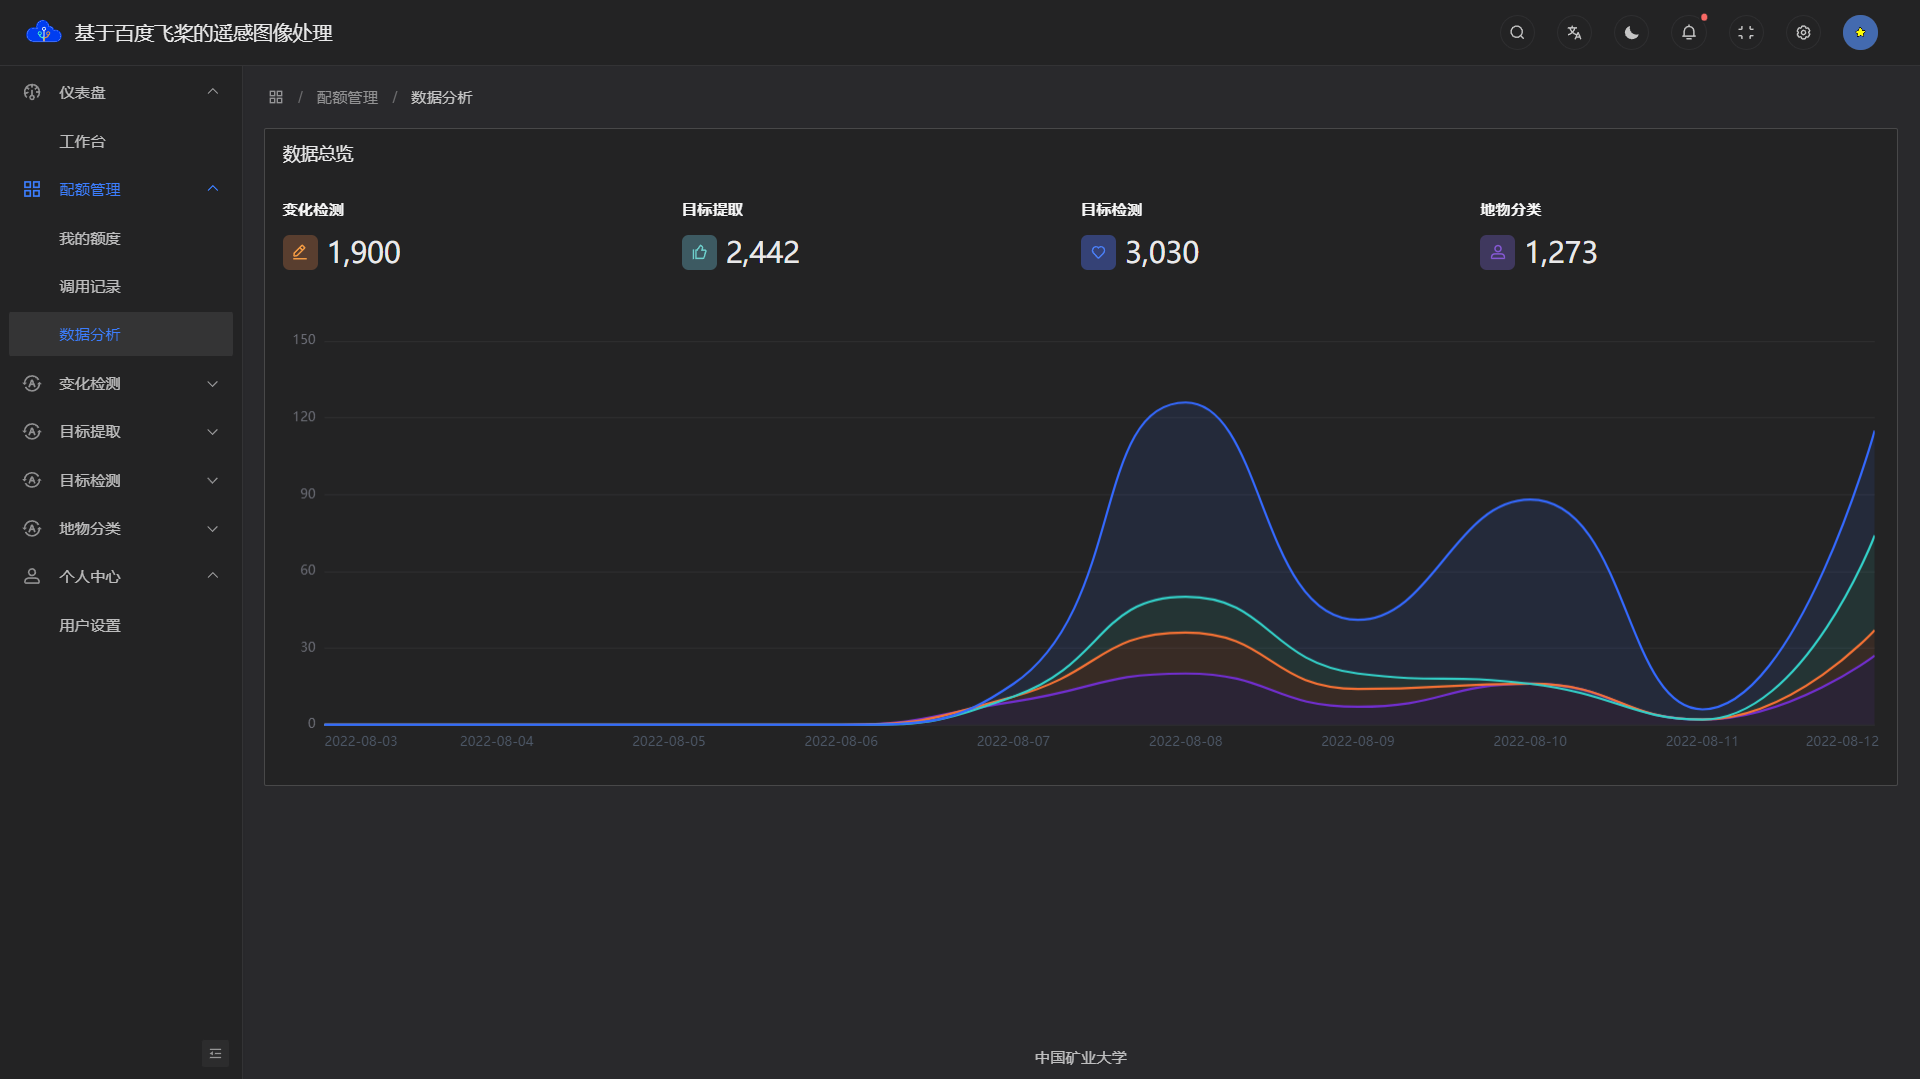 基于百度飞桨的遥感图像处理
仪表盘
工作台
配额管理
我的额度
调用记录
数据分析
变化检测
目标提取
目标检测
地物分类
个人中心
用户设置
/ 配额管理 / 数据分析
数据总览
变化检测 目标提取 目标检测 地物分类
1,900 2,442 3,030 1,273
150
120
90
60
30
0
2022-08-03 2022-08-04 2022-08-05 2022-08-06 2022-08-07 2022-08-08 2022-08-09 2022-08-10 2022-08-11 2022-08-12
中国矿业大学